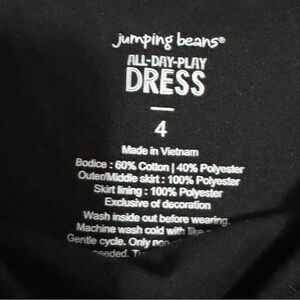 jumping beans®
ALL-DAY-PLAY
DRESS
4
Made in Vietnam
Bodice : 60% Cotton | 40% Polyester
Outer/Middle skirt : 100% Polyester
Skirt lining : 100% Polyester
Exclusive of decoration
Wash inside out before wearing.
Machine wash cold with like
Gentle cycle. Only non
needed.